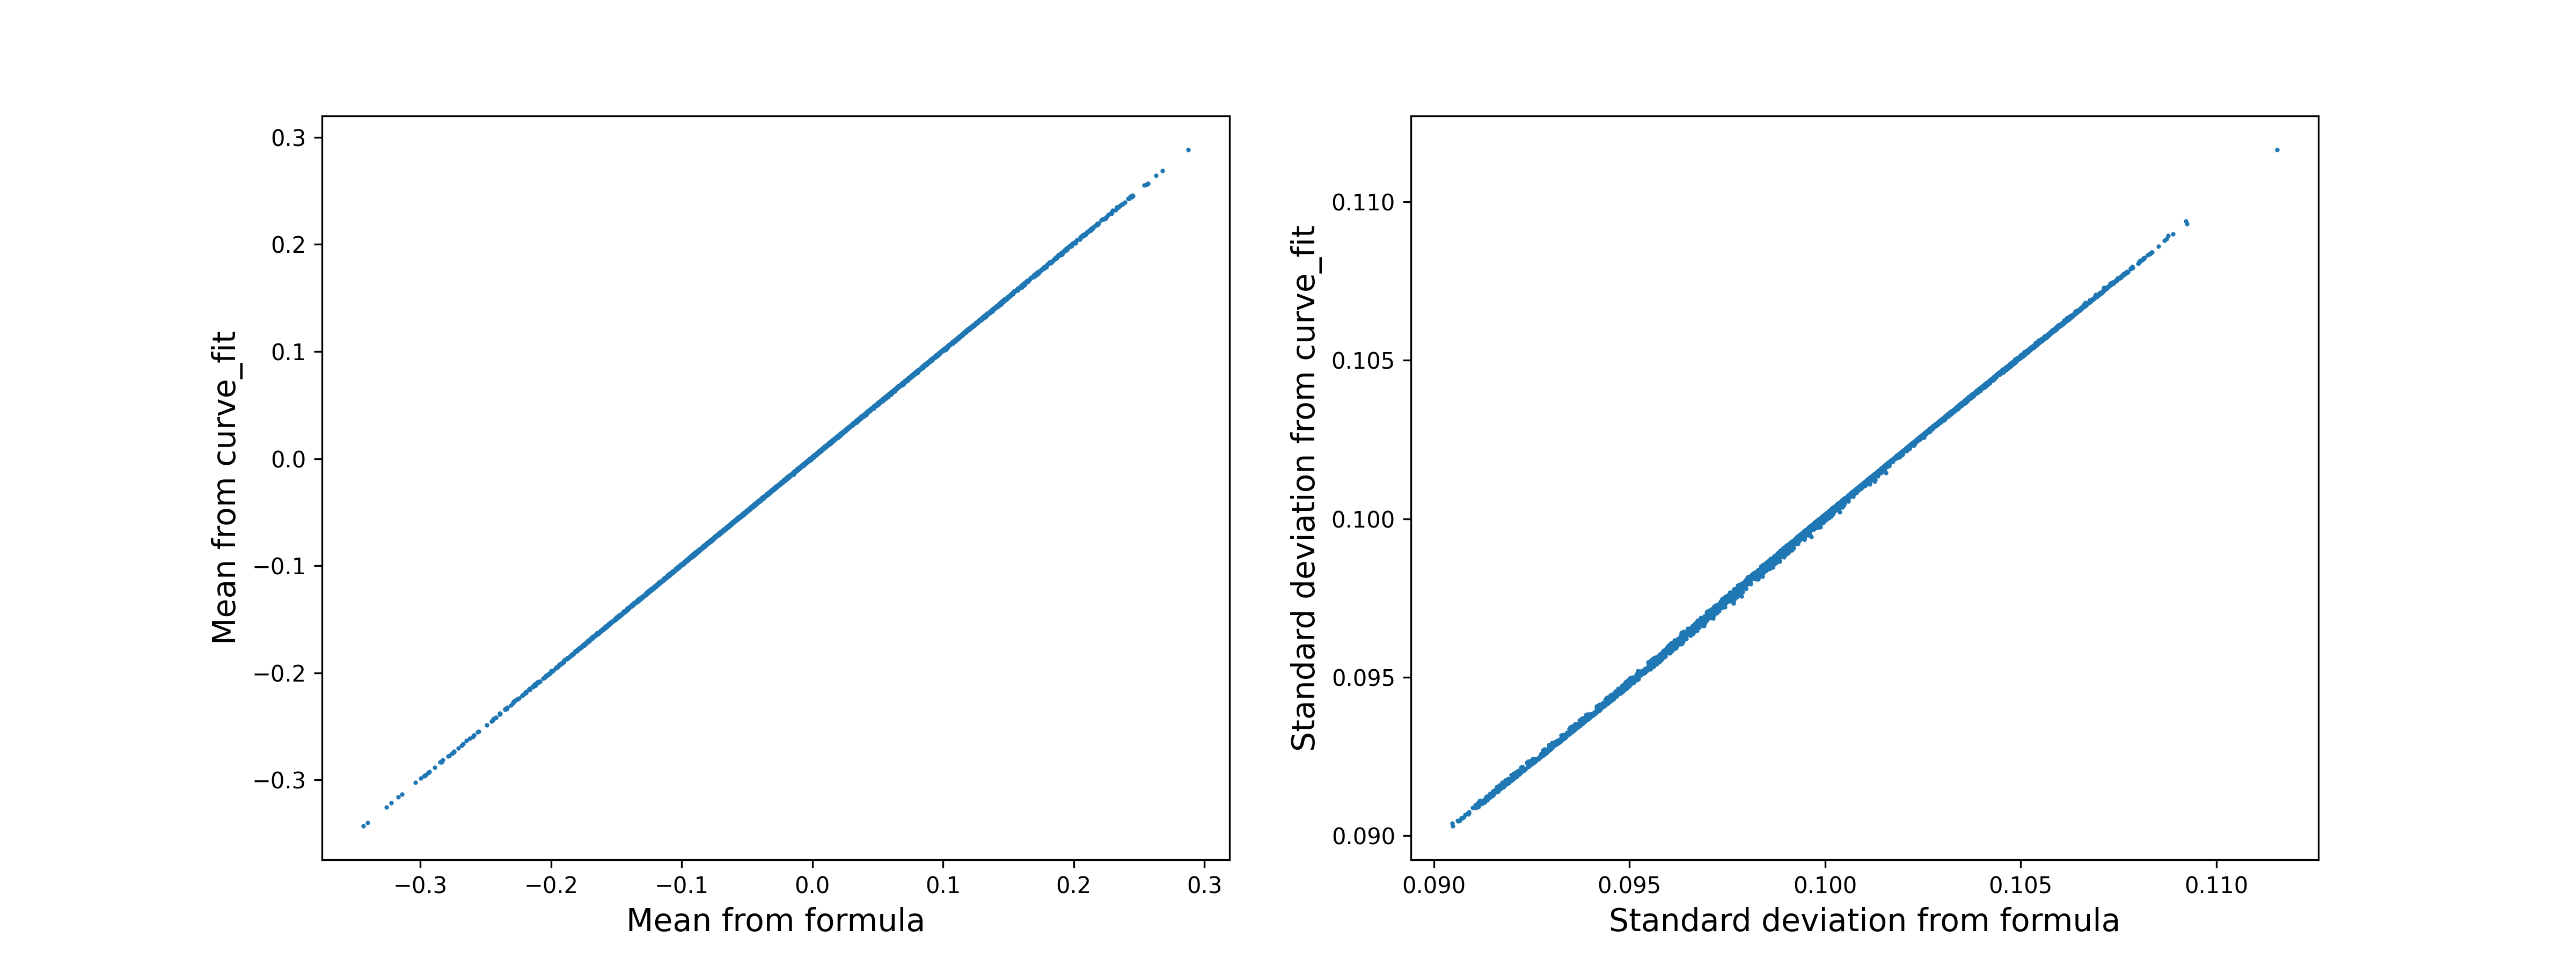 Mean from curve_fit
0.3
0.2
0.1
0.0
−0.1
−0.2
−0.3
−0.3 −0.2 −0.1 0.0 0.1 0.2 0.3
Mean from formula
Standard deviation from curve_fit
0.110
0.105
0.100
0.095
0.090
0.090 0.095 0.100 0.105 0.110
Standard deviation from formula